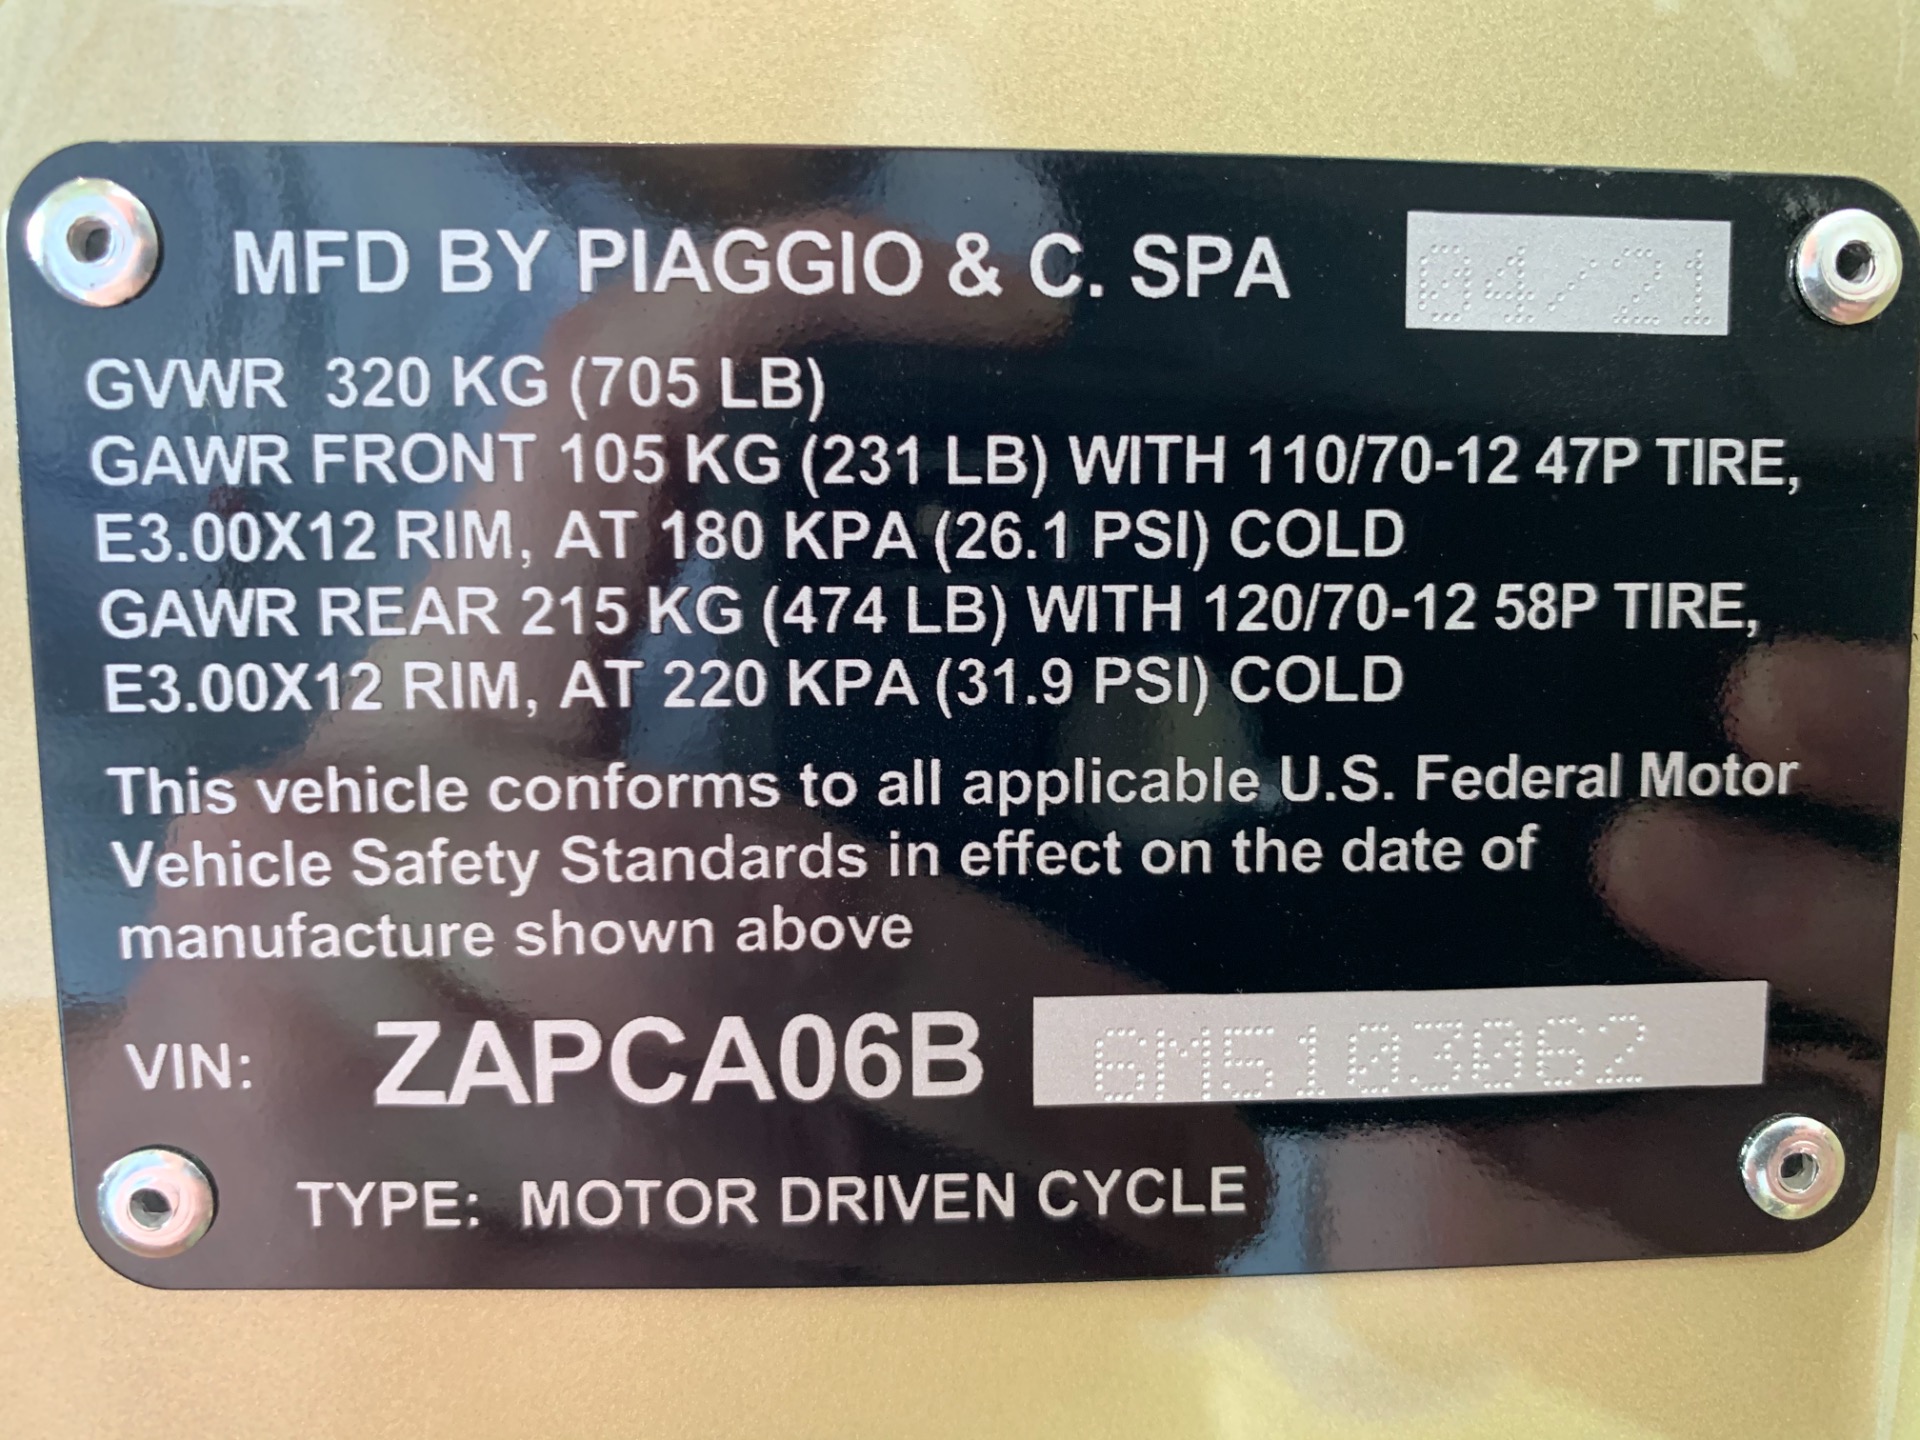 MFD BY PIAGGIO & C. SPA 04/21
GVWR 320 KG (705 LB)
GAWR FRONT 105 KG (231 LB) WITH 110/70-12 47P TIRE,
E3.00X12 RIM, AT 180 KPA (26.1 PSI) COLD
GAWR REAR 215 KG (474 LB) WITH 120/70-12 58P TIRE,
E3.00X12 RIM, AT 220 KPA (31.9 PSI) COLD
This vehicle conforms to all applicable U.S. Federal Motor
Vehicle Safety Standards in effect on the date of
manufacture shown above
VIN: ZAPCA06B 6M5103062
TYPE: MOTOR DRIVEN CYCLE